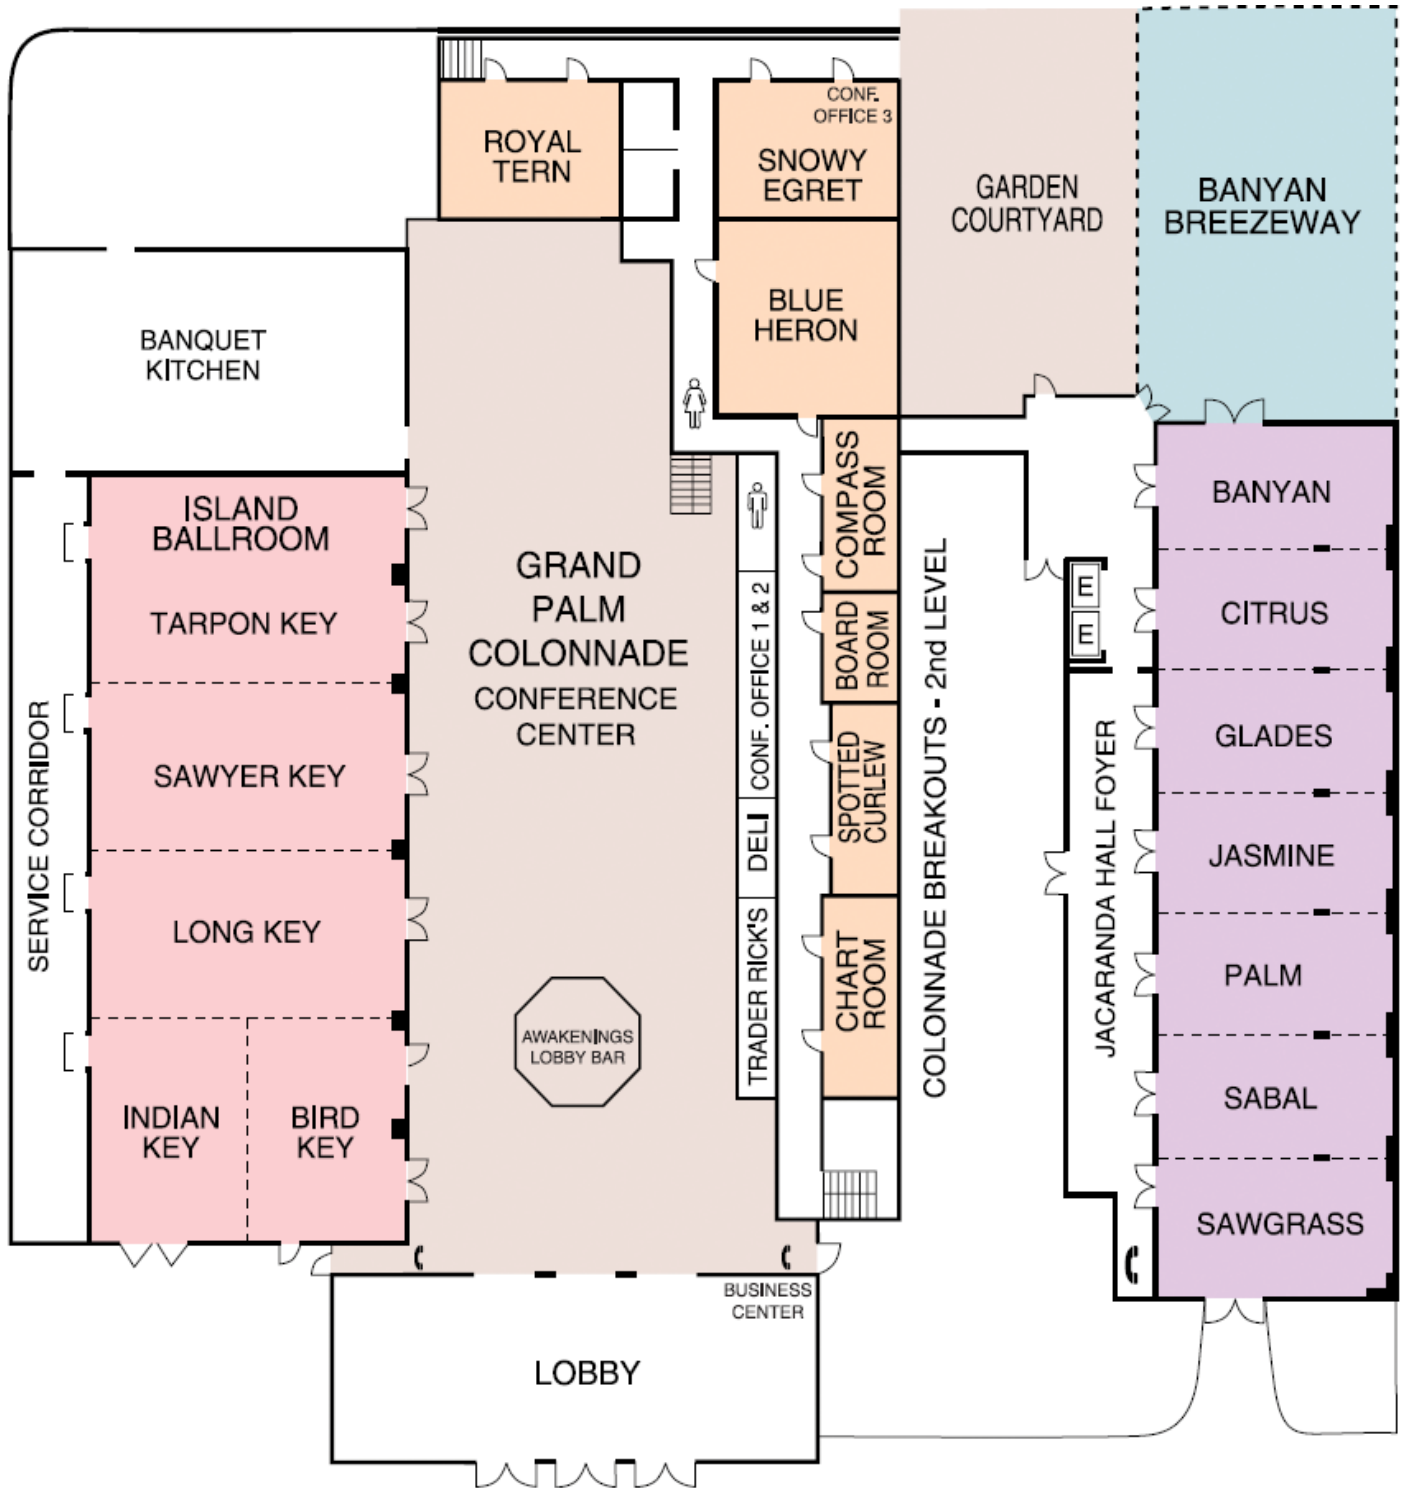 CONF.
OFFICE 3
ROYAL
TERN
SNOWY
EGRET
GARDEN
COURTYARD
BANYAN
BREEZEWAY
BLUE
HERON
BANQUET
KITCHEN
ISLAND
BALLROOM
TARPON KEY
SAWYER KEY
LONG KEY
INDIAN
KEY
BIRD
KEY
SERVICE CORRIDOR
GRAND
PALM
COLONNADE
CONFERENCE
CENTER
AWAKENINGS
LOBBY BAR
CONF. OFFICE 1 & 2
DELI
TRADER RICK'S
COMPASS
ROOM
BOARD
ROOM
SPOTTED
CURLEW
CHART
ROOM
COLONNADE BREAKOUTS - 2nd LEVEL
E
E
JACARANDA HALL FOYER
BANYAN
CITRUS
GLADES
JASMINE
PALM
SABAL
SAWGRASS
BUSINESS
CENTER
LOBBY